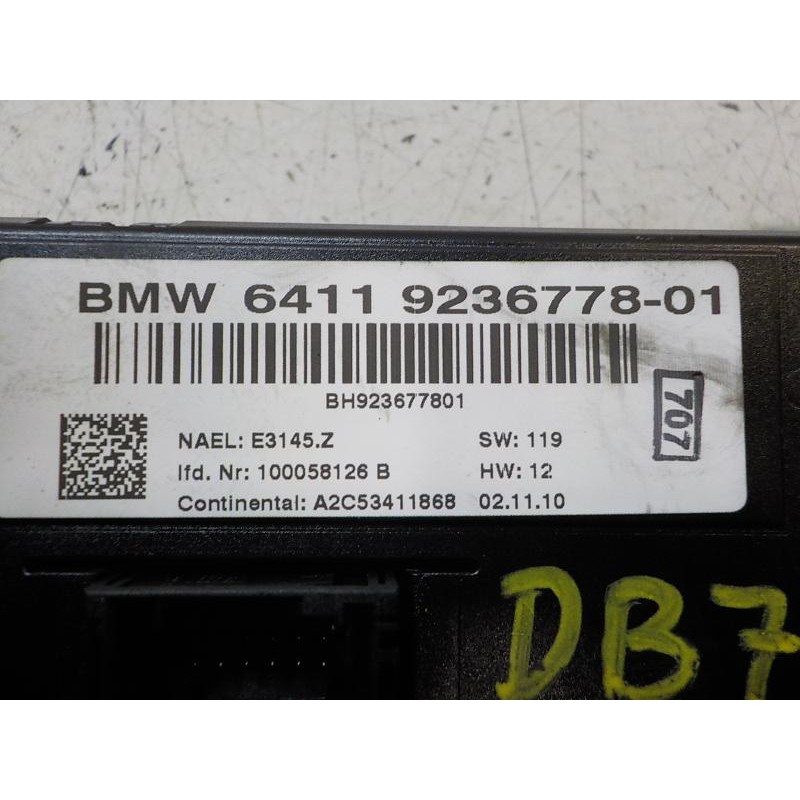 BMW 6411 9236778-01
BH923677801
707
NAEL: E3145.Z SW: 119
lfd. Nr: 100058126 B HW: 12
Continental: A2C53411868 02.11.10
DB7